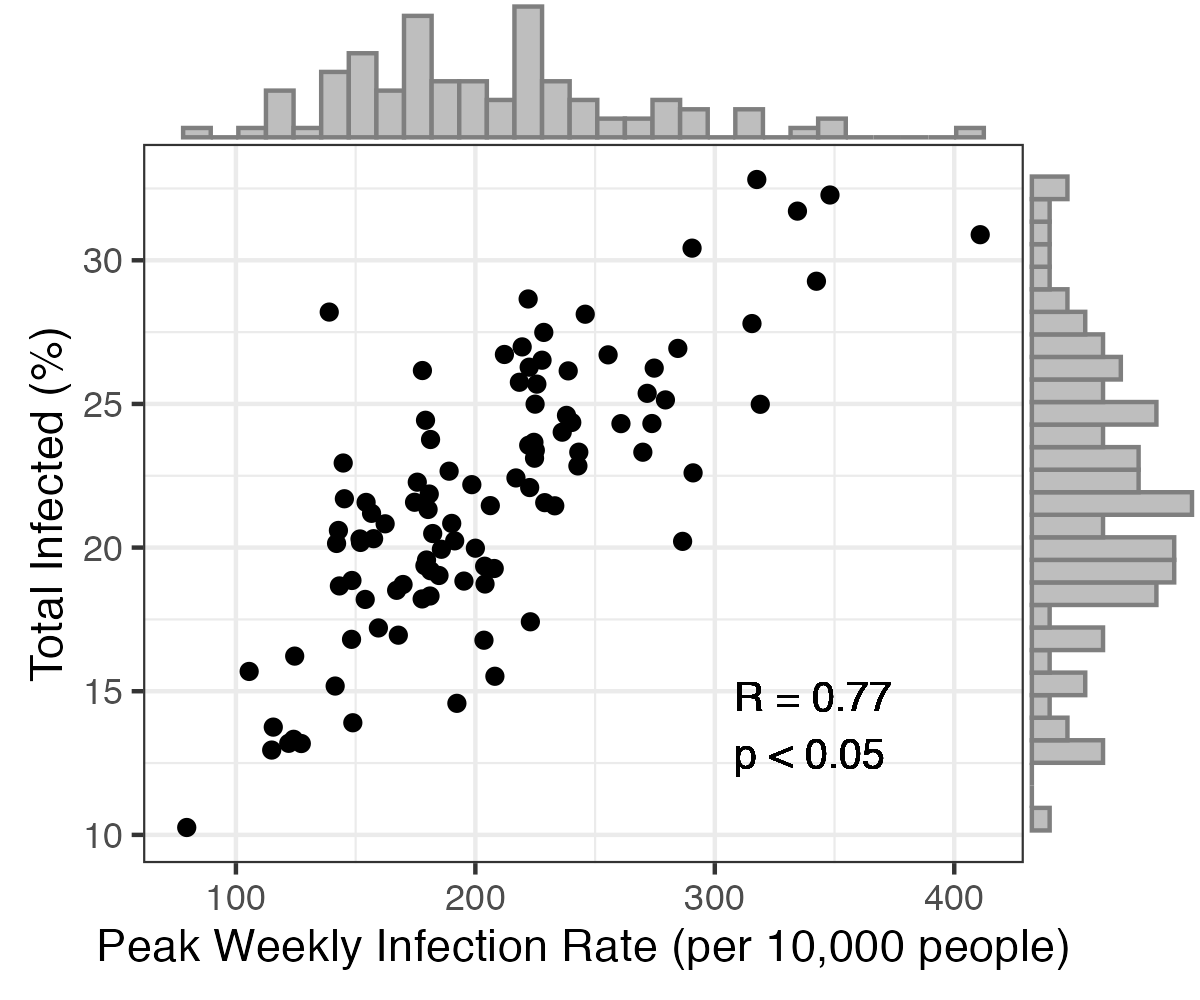 Total Infected (%)
30
25
20
15
10
R = 0.77
p < 0.05
100 200 300 400
Peak Weekly Infection Rate (per 10,000 people)